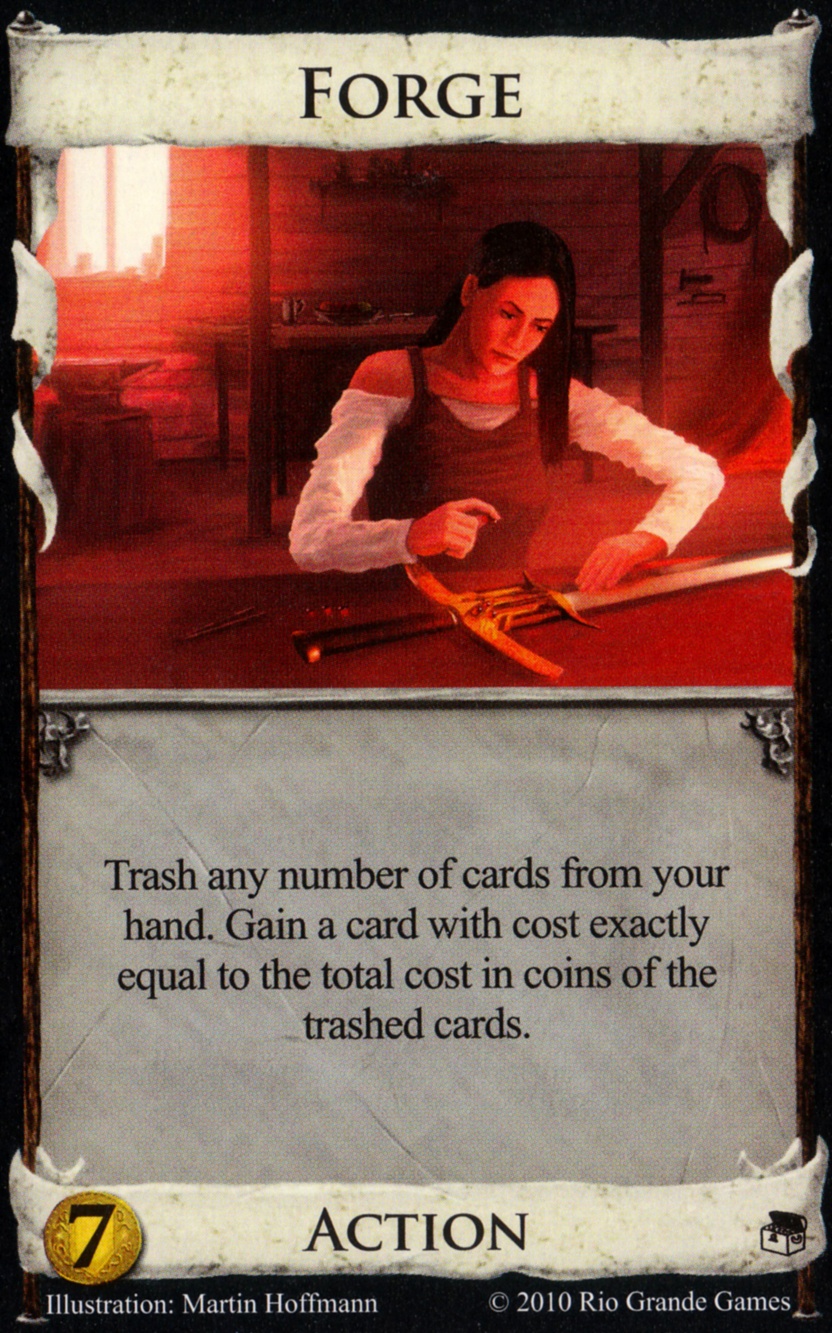 FORGE
Trash any number of cards from your
hand. Gain a card with cost exactly
equal to the total cost in coins of the
trashed cards.
7 ACTION
Illustration: Martin Hoffmann © 2010 Rio Grande Games